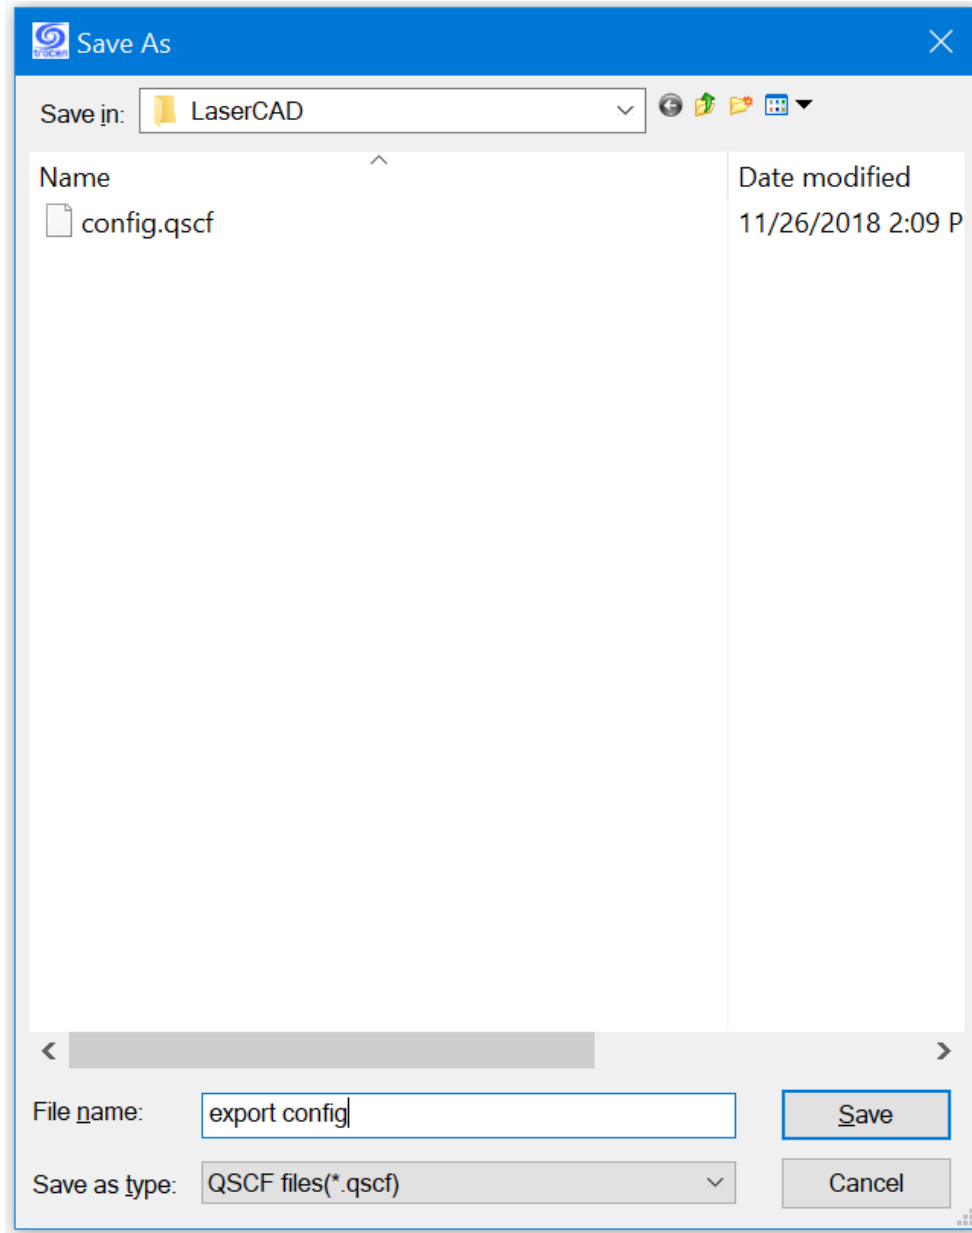 trocen Save As
Save in: LaserCAD
Name Date modified
config.qscf 11/26/2018 2:09 P
File name: export config Save
Save as type: QSCF files(*.qscf) Cancel